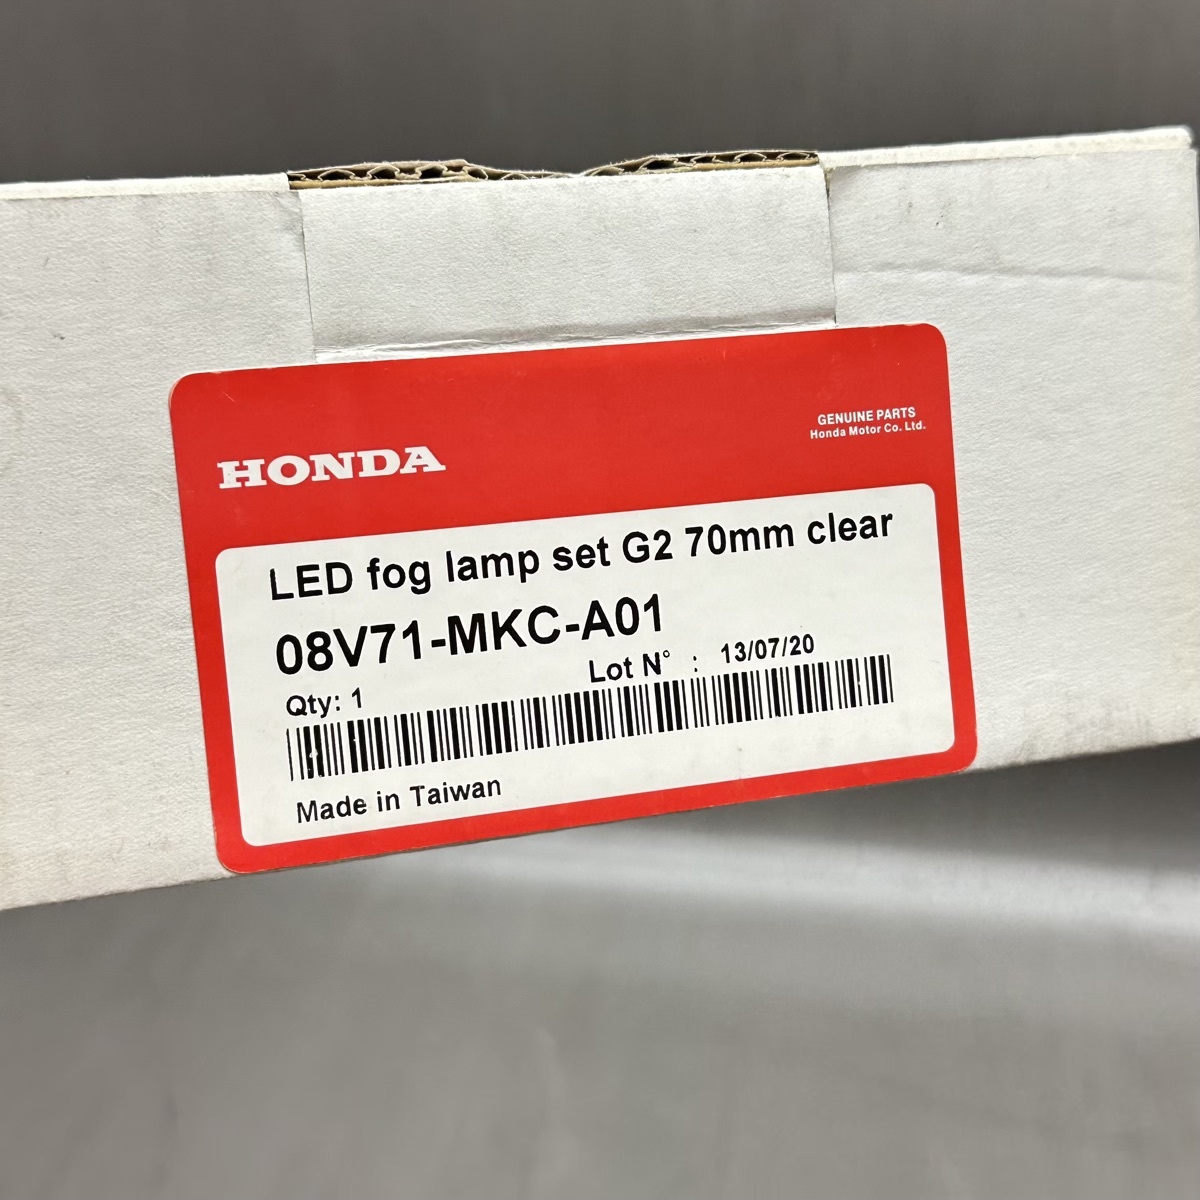 HONDA
GENUINE PARTS
Honda Motor Co. Ltd.
LED fog lamp set G2 70mm clear
08V71-MKC-A01
Qty: 1
Lot N° : 13/07/20
Made in Taiwan